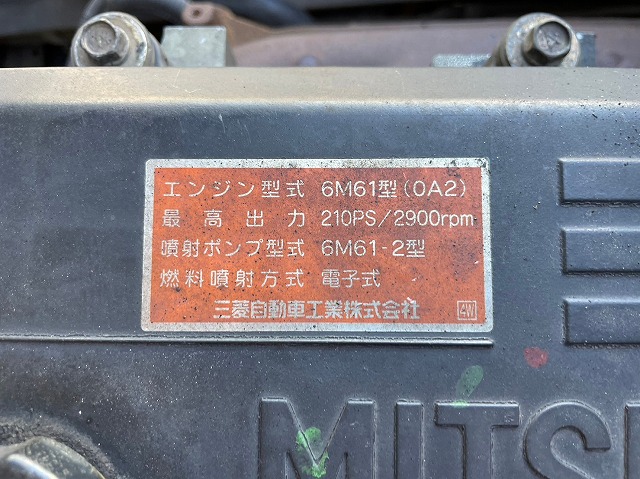 エンジン型式 6M61型(0A2)
最高出力 210PS/2900rpm
噴射ポンプ型式 6M61-2型
燃料噴射方式 電子式
三菱自動車工業株式会社 4W
MITS